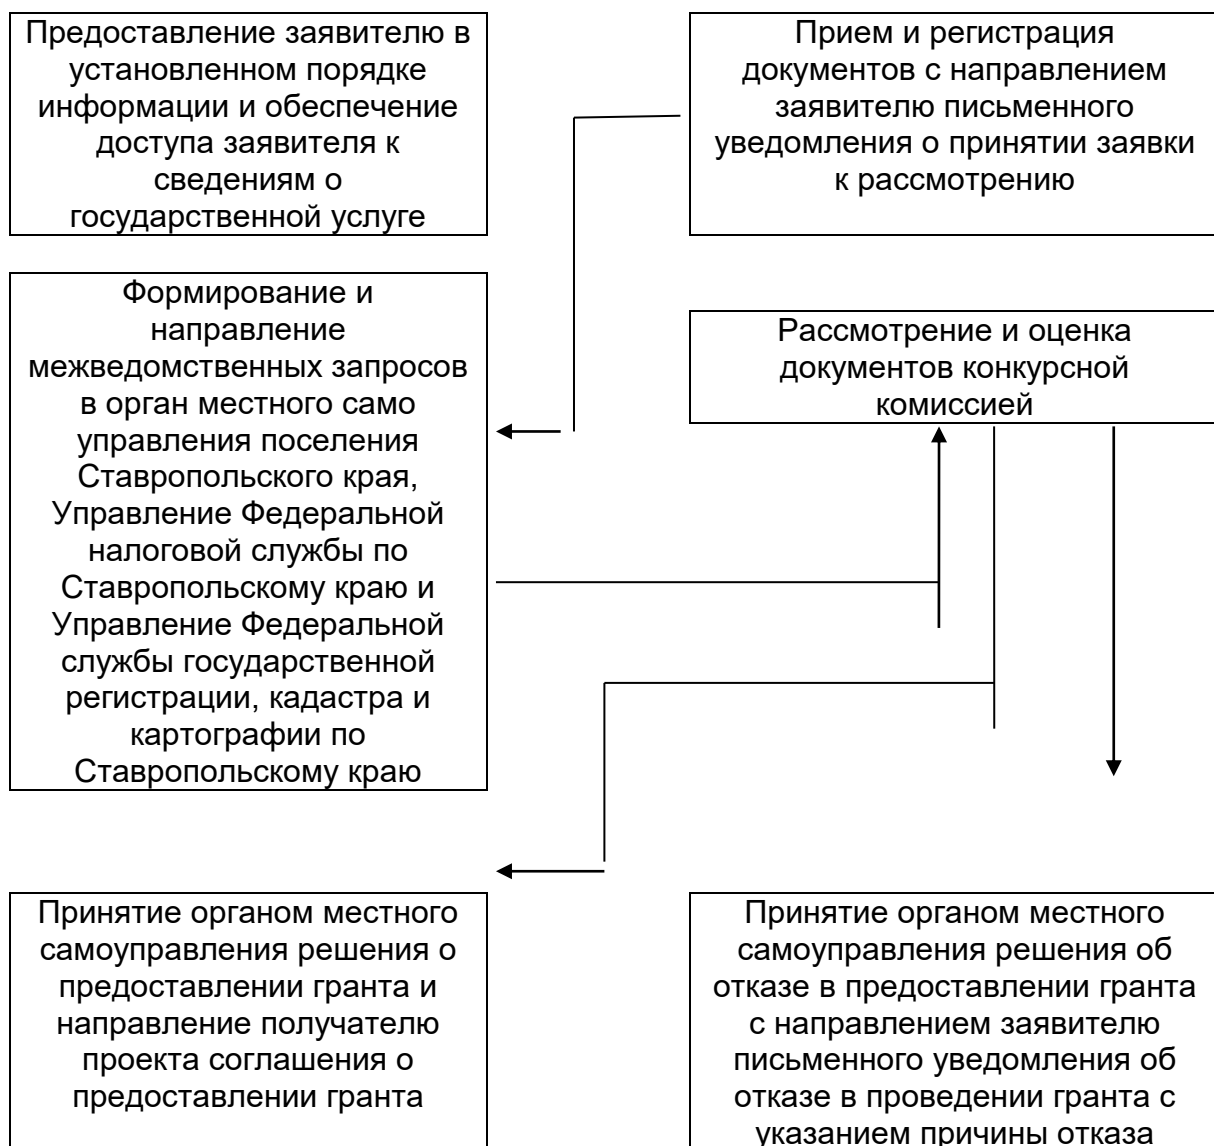 Предоставление заявителю в
установленном порядке
информации и обеспечение
доступа заявителя к
сведениям о
государственной услуге
Прием и регистрация
документов с направлением
заявителю письменного
уведомления о принятии заявки
к рассмотрению
Формирование и
направление
межведомственных запросов
в орган местного само
управления поселения
Ставропольского края,
Управление Федеральной
налоговой службы по
Ставропольскому краю и
Управление Федеральной
службы государственной
регистрации, кадастра и
картографии по
Ставропольскому краю
Рассмотрение и оценка
документов конкурсной
комиссией
Принятие органом местного
самоуправления решения о
предоставлении гранта и
направление получателю
проекта соглашения о
предоставлении гранта
Принятие органом местного
самоуправления решения об
отказе в предоставлении гранта
с направлением заявителю
письменного уведомления об
отказе в проведении гранта с
указанием причины отказа